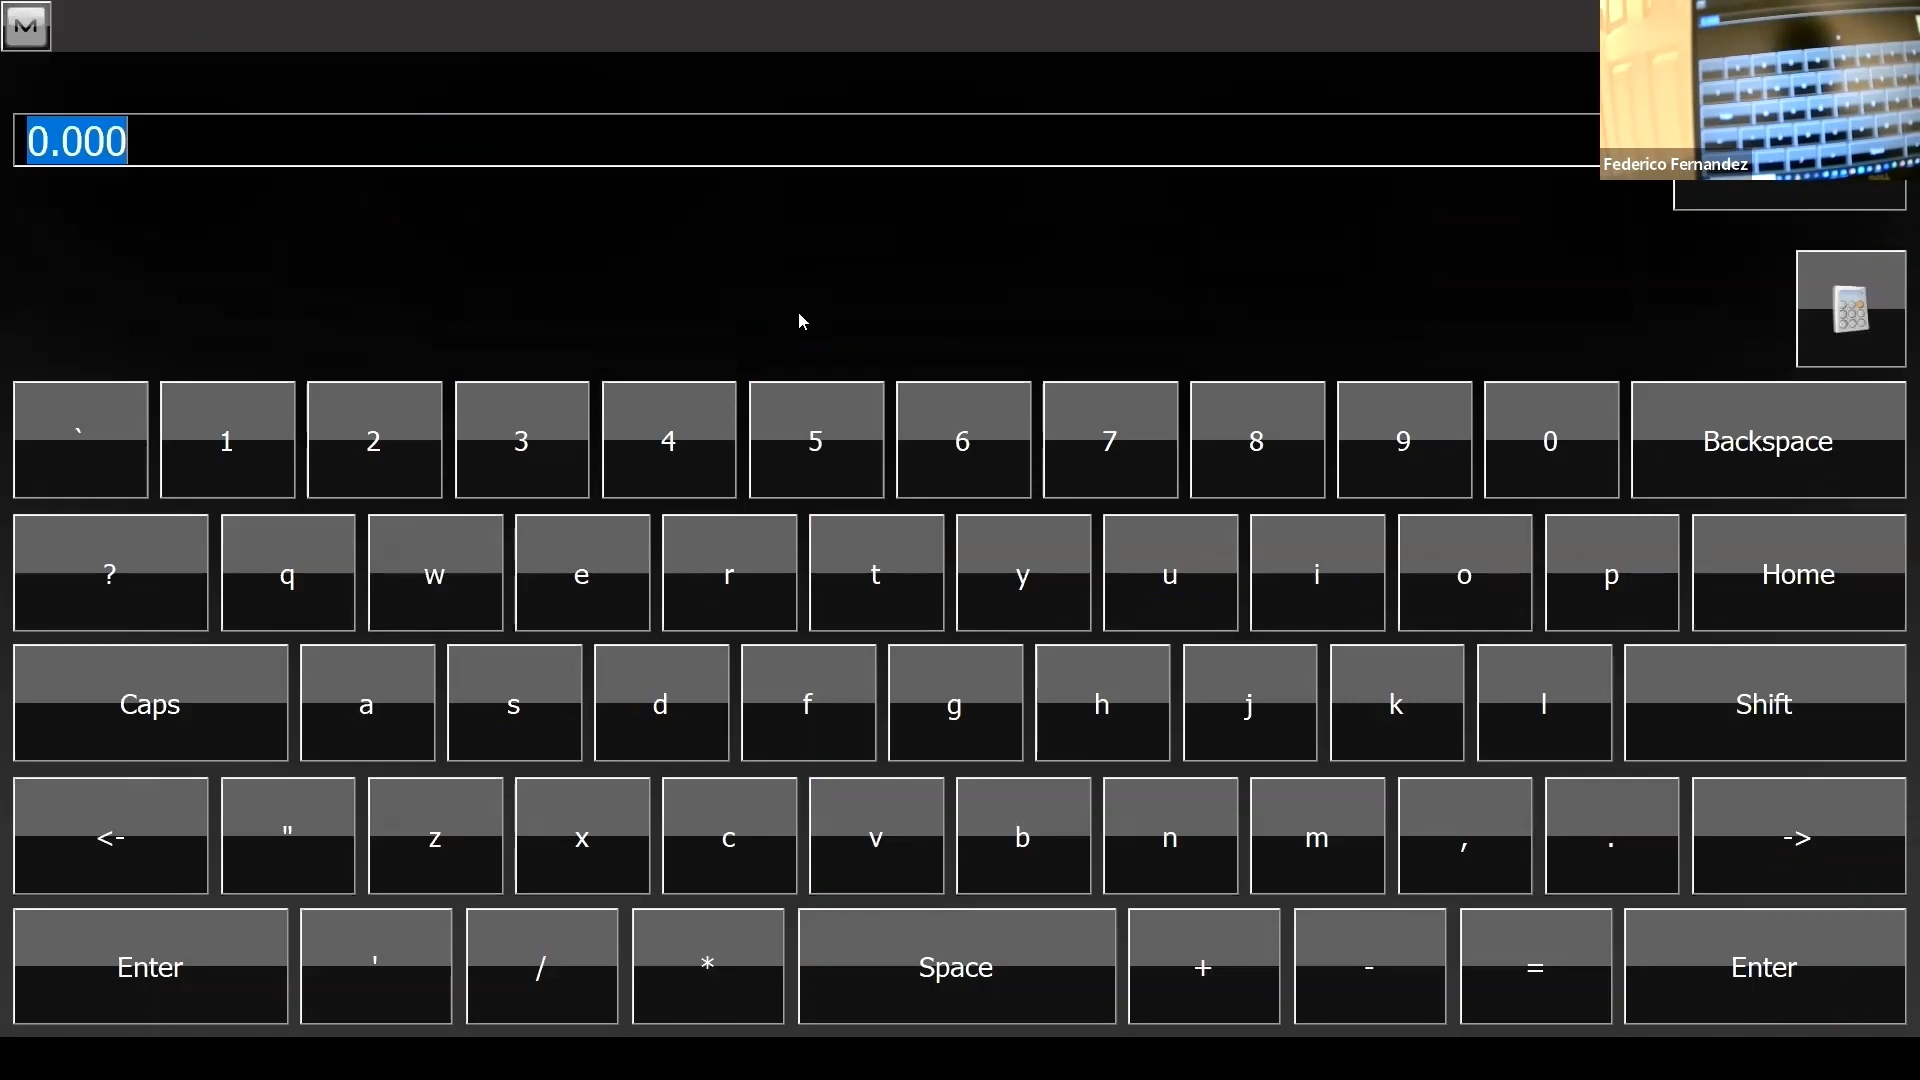 M
0.000
Federico Fernandez
` 1 2 3 4 5 6 7 8 9 0 Backspace
? q w e r t y u i o p Home
Caps a s d f g h j k l Shift
<- " z x c v b n m , . ->
Enter ' / * Space + - = Enter